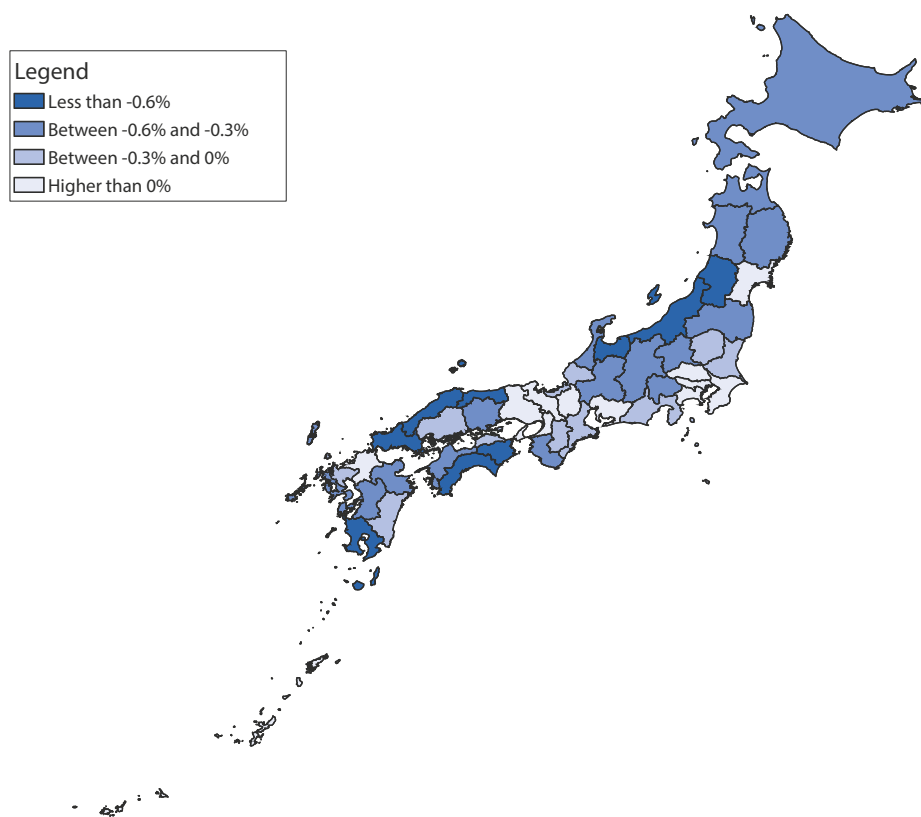 Legend
Less than -0.6%
Between -0.6% and -0.3%
Between -0.3% and 0%
Higher than 0%